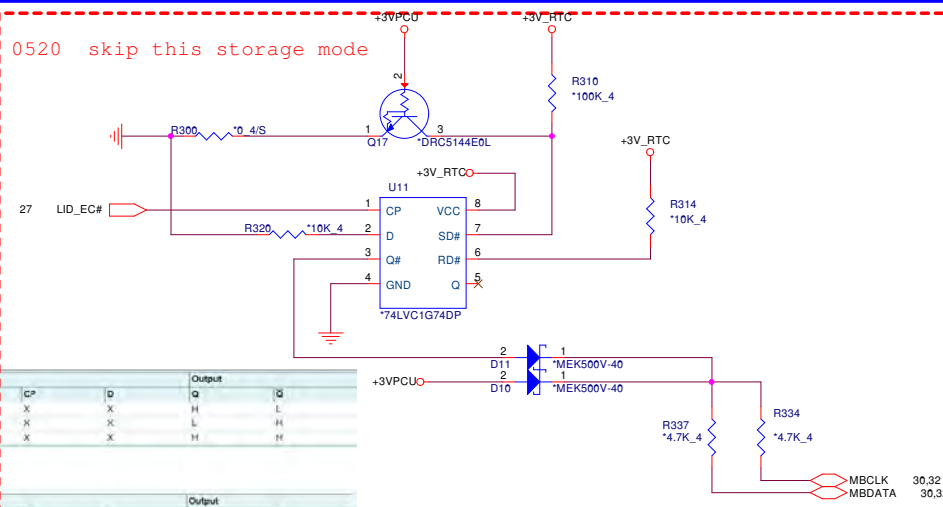 +3VPCU
+3V_RTC
0520 skip this storage mode
2
R310
*100K_4
R300
*0_4/S
1
3
Q17
*DRC5144E0L
+3V_RTC
+3V_RTC
U11
27 LID_EC#
1
CP
VCC
8
R314
*10K_4
R320
*10K_4
2
D
SD#
7
3
Q#
RD#
6
4
GND
Q
5
*74LVC1G74DP
2
1
D11
*MEK500V-40
+3VPCU
2
1
D10
*MEK500V-40
Output
CP D Q Q
X X H L
X X L H
X X H H
Output
R337
*4.7K_4
R334
*4.7K_4
MBCLK 30,32
MBDATA